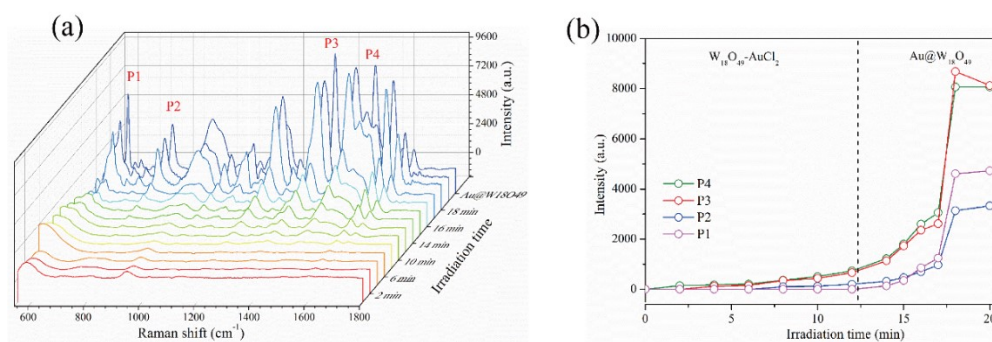 (a)
P1
P2
P3
P4
9600
7200
4800
2400
0
Intensity (a.u.)
Au@W18O49
18 min
16 min
14 min
10 min
6 min
2 min
Irradiation time
600
800
1000
1200
1400
1600
1800
Raman shift (cm⁻¹)
(b)
W₁₈O₄₉-AuCl₂
Au@W₁₈O₄₉
10000
8000
6000
4000
2000
0
Intensity (a.u.)
P4
P3
P2
P1
0
5
10
15
20
Irradiation time (min)